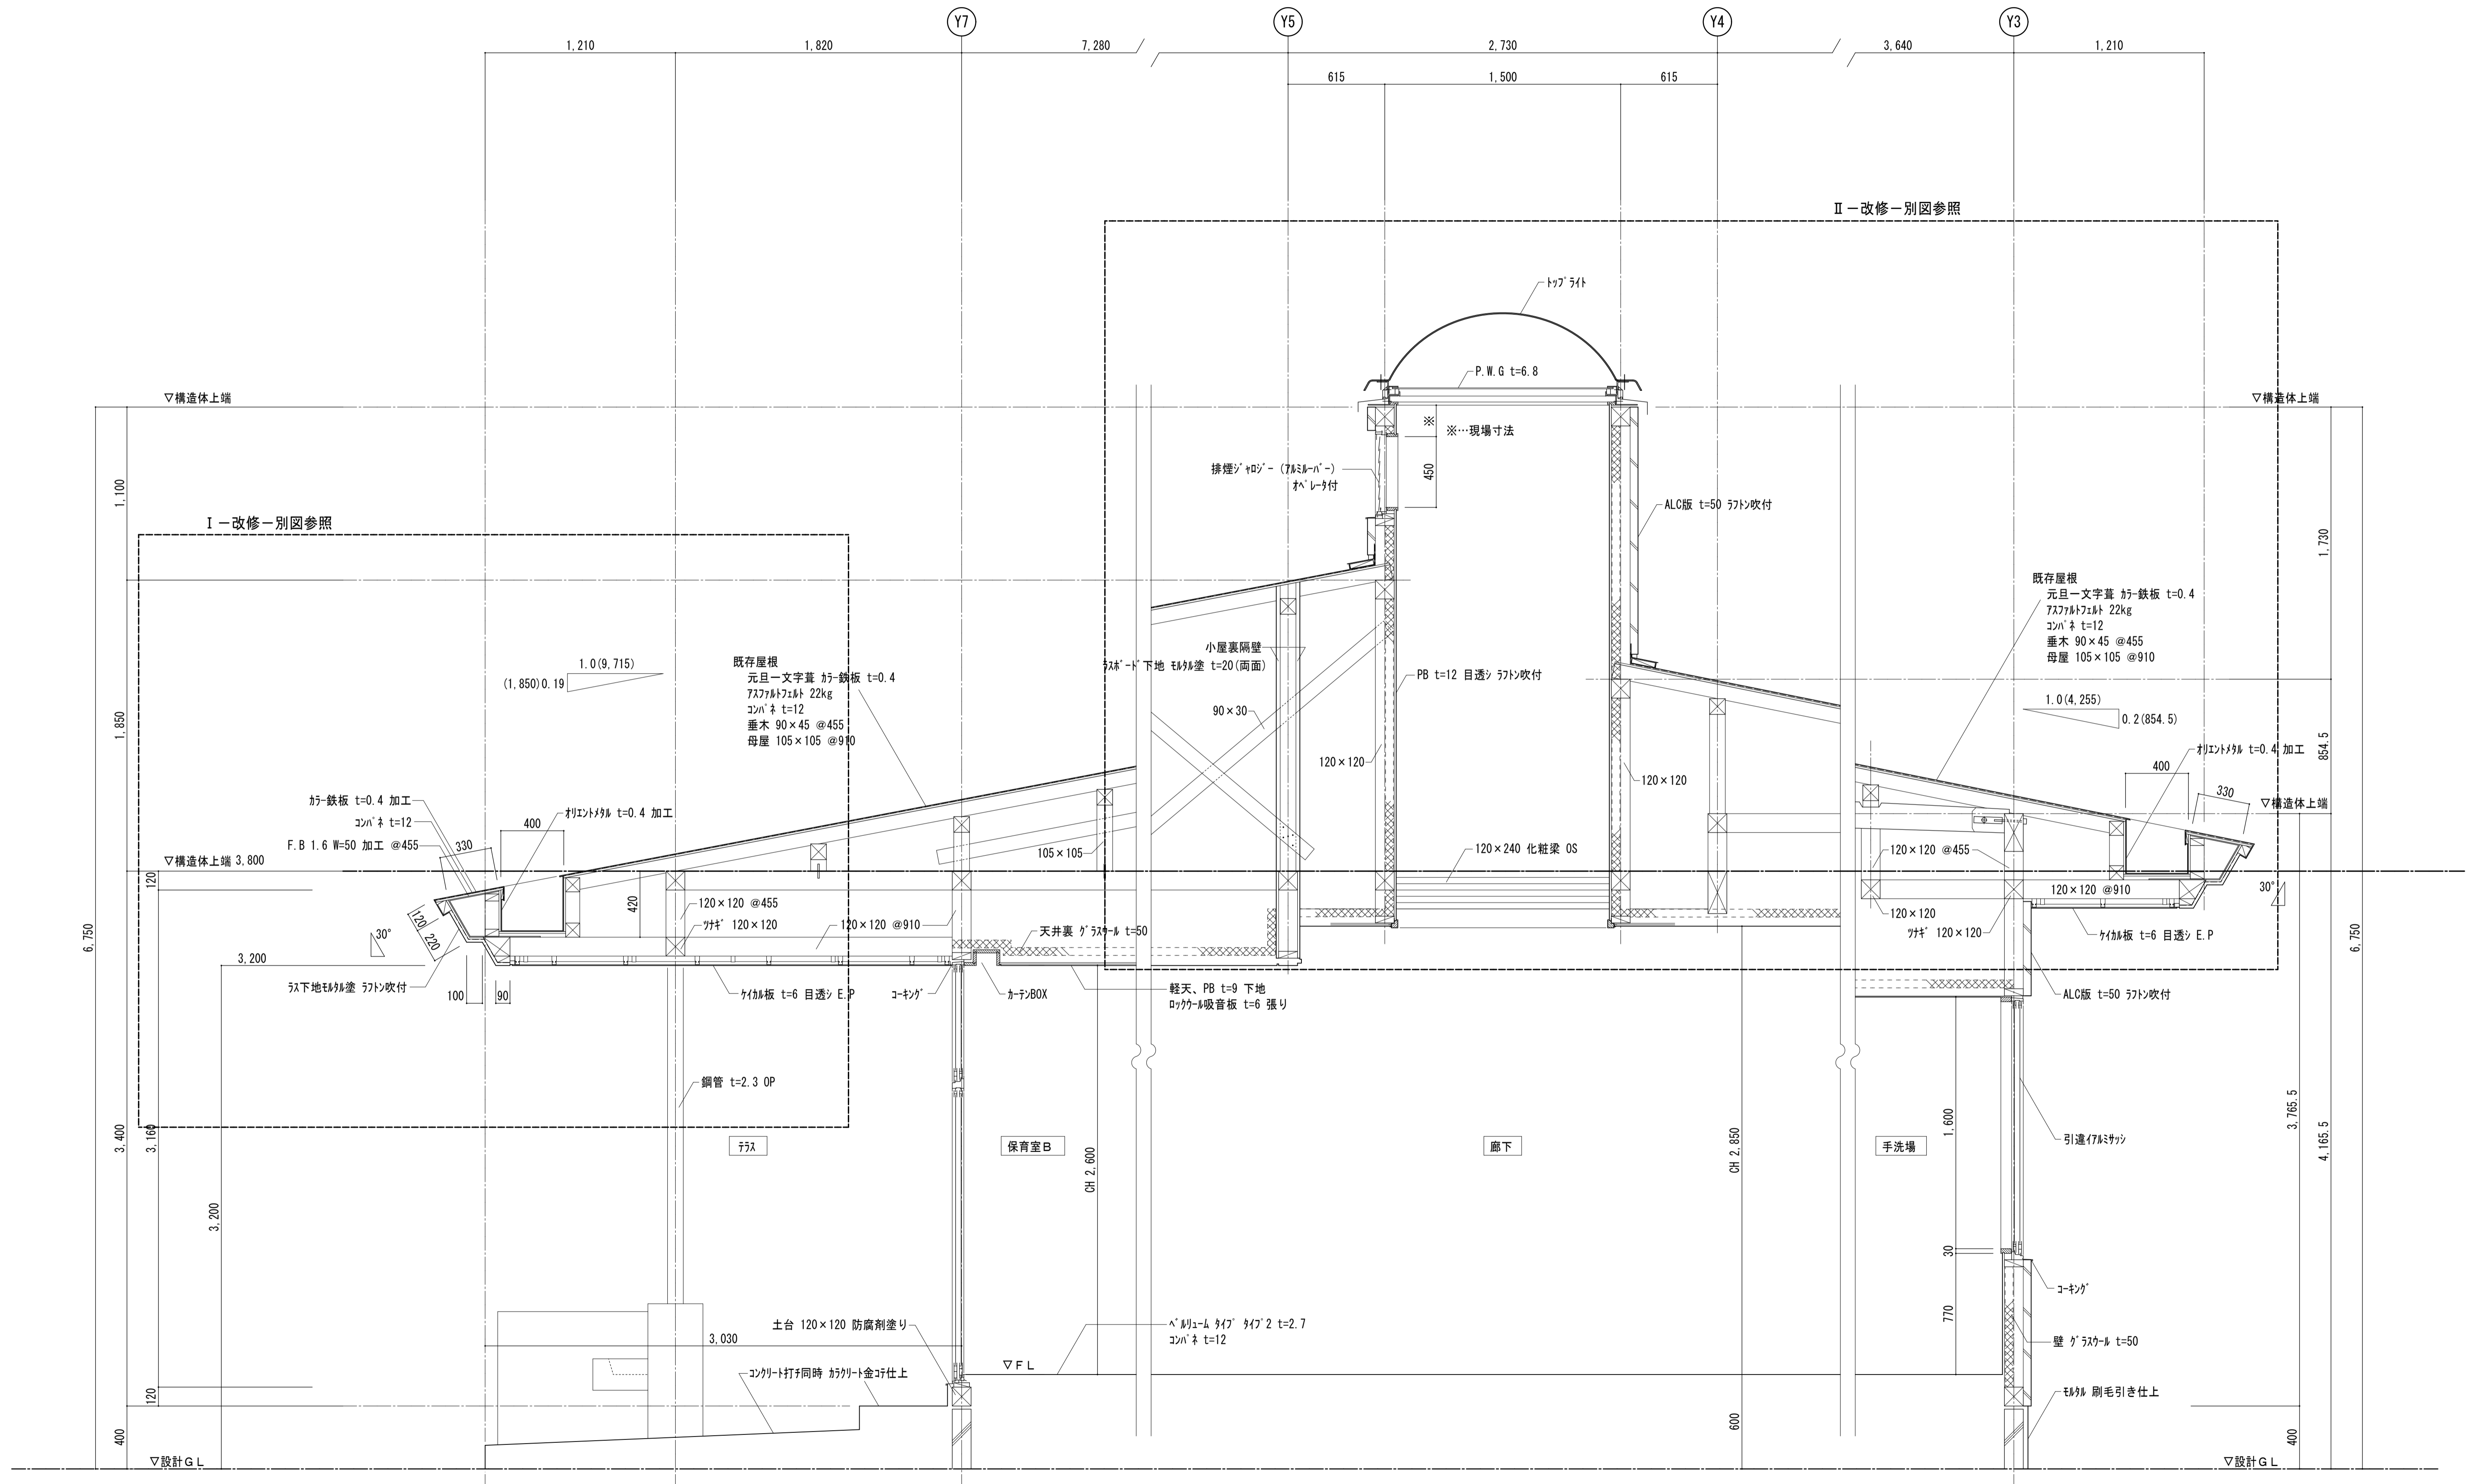 Y7
Y5
Y4
Y3
1,210
1,820
7,280
2,730
3,640
1,210
615
1,500
615
Ⅱ－改修－別図参照
ﾄｯﾌﾟﾗｲﾄ
P.W.G t=6.8
▽構造体上端
▽構造体上端
※
※…現場寸法
排煙ｼﾞｬﾛｼﾞｰ (ｱﾙﾐﾙｰﾊﾞｰ)
ｵﾍﾟﾚｰﾀ付
450
1,100
ALC版 t=50 ﾗﾌﾄﾝ吹付
Ⅰ－改修－別図参照
1,730
既存屋根
元旦一文字葺 ｶﾗｰ鉄板 t=0.4
ｱｽﾌｧﾙﾄﾌｪﾙﾄ 22kg
ｺﾝﾊﾟﾈ t=12
垂木 90×45 @455
母屋 105×105 @910
小屋裏隔壁
ﾗｽﾎﾞｰﾄﾞ下地 ﾓﾙﾀﾙ塗 t=20(両面)
既存屋根
元旦一文字葺 ｶﾗｰ鉄板 t=0.4
ｱｽﾌｧﾙﾄﾌｪﾙﾄ 22kg
ｺﾝﾊﾟﾈ t=12
垂木 90×45 @455
母屋 105×105 @910
1.0(9,715)
(1,850)0.19
PB t=12 目透ｼ ﾗﾌﾄﾝ吹付
90×30
1.0(4,255)
0.2(854.5)
1,850
120×120
120×120
ｵﾘｴﾝﾄﾒﾀﾙ t=0.4 加工
854.5
400
330
ｶﾗｰ鉄板 t=0.4 加工
ｺﾝﾊﾟﾈ t=12
F.B 1.6 W=50 加工 @455
ｵﾘｴﾝﾄﾒﾀﾙ t=0.4 加工
400
330
▽構造体上端
▽構造体上端 3,800
105×105
120×240 化粧梁 OS
120×120 @455
120
420
120×120 @455
ﾂﾅｷﾞ 120×120
120×120 @910
天井裏 ｸﾞﾗｽｳｰﾙ t=50
120×120 @910
30°
120×120
ﾂﾅｷﾞ 120×120
ｹｲｶﾙ板 t=6 目透ｼ E.P
120
220
30°
6,750
6,750
3,200
ﾗｽ下地ﾓﾙﾀﾙ塗 ﾗﾌﾄﾝ吹付
100
90
ｹｲｶﾙ板 t=6 目透ｼ E.P
ｺｰｷﾝｸﾞ
ｶｰﾃﾝBOX
軽天、PB t=9 下地
ﾛｯｸｳｰﾙ吸音板 t=6 張り
ALC版 t=50 ﾗﾌﾄﾝ吹付
鋼管 t=2.3 OP
3,400
3,160
3,200
ﾃﾗｽ
保育室B
CH 2,600
廊下
CH 2,850
手洗場
1,600
引違ｲｱﾙﾐｻｯｼ
3,765.5
4,165.5
30
ｺｰｷﾝｸﾞ
770
壁 ｸﾞﾗｽｳｰﾙ t=50
土台 120×120 防腐剤塗り
3,030
ﾍﾞﾙﾘｭｰﾑ ﾀｲﾌﾟ ﾀｲﾌﾟ2 t=2.7
ｺﾝﾊﾟﾈ t=12
▽FL
ｺﾝｸﾘｰﾄ打ﾁ同時 ｶﾗｸﾘｰﾄ金ｺﾃ仕上
ﾓﾙﾀﾙ 刷毛引き仕上
120
400
600
400
▽設計GL
▽設計GL